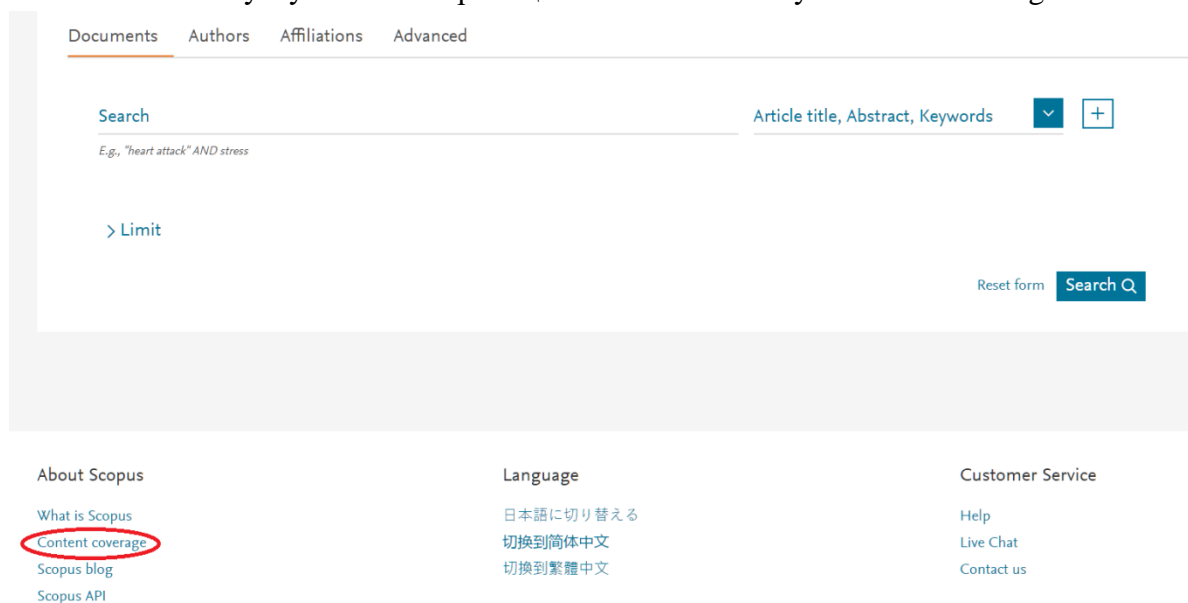 Documents Authors Affiliations Advanced
Search Article title, Abstract, Keywords
E.g., "heart attack" AND stress
Limit
Reset form Search
About Scopus Language Customer Service
What is Scopus 日本語に切り替える Help
Content coverage 切换到简体中文 Live Chat
Scopus blog 切換到繁體中文 Contact us
Scopus API